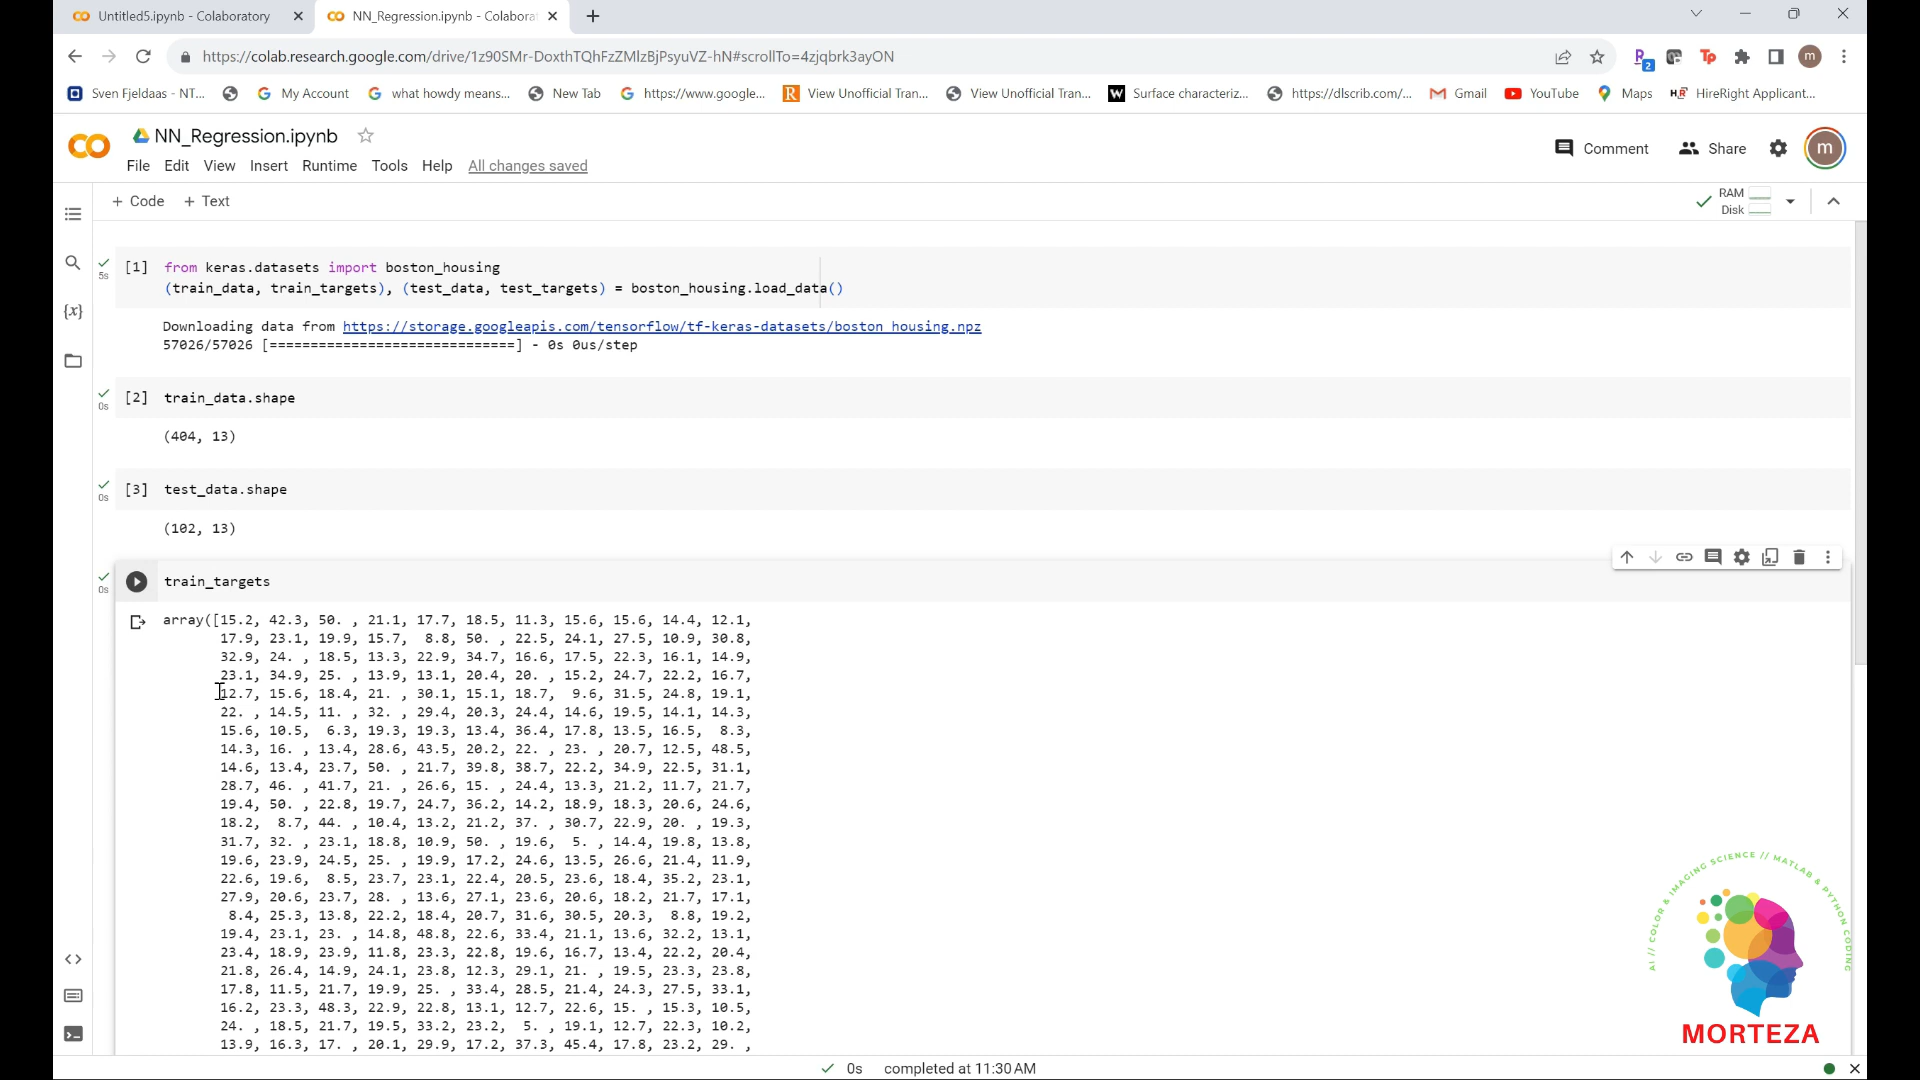 Untitled5.ipynb - Colaboratory
NN_Regression.ipynb - Colabora
https://colab.research.google.com/drive/1z90SMr-DoxthTQhFzZMlzBjPsyuVZ-hN#scrollTo=4zjqbrk3ayON
2
m
Sven Fjeldaas - NT...
My Account
what howdy means...
New Tab
https://www.google...
View Unofficial Tran...
View Unofficial Tran...
Surface characteriz...
https://dlscrib.com/...
Gmail
YouTube
Maps
HireRight Applicant...
NN_Regression.ipynb
Comment
Share
m
File Edit View Insert Runtime Tools Help All changes saved
+ Code + Text
RAM
Disk
5s
[1] from keras.datasets import boston_housing
(train_data, train_targets), (test_data, test_targets) = boston_housing.load_data()
Downloading data from https://storage.googleapis.com/tensorflow/tf-keras-datasets/boston_housing.npz
57026/57026 [==============================] - 0s 0us/step
0s
[2] train_data.shape
(404, 13)
0s
[3] test_data.shape
(102, 13)
0s
train_targets
array([15.2, 42.3, 50. , 21.1, 17.7, 18.5, 11.3, 15.6, 15.6, 14.4, 12.1,
17.9, 23.1, 19.9, 15.7, 8.8, 50. , 22.5, 24.1, 27.5, 10.9, 30.8,
32.9, 24. , 18.5, 13.3, 22.9, 34.7, 16.6, 17.5, 22.3, 16.1, 14.9,
23.1, 34.9, 25. , 13.9, 13.1, 20.4, 20. , 15.2, 24.7, 22.2, 16.7,
12.7, 15.6, 18.4, 21. , 30.1, 15.1, 18.7, 9.6, 31.5, 24.8, 19.1,
22. , 14.5, 11. , 32. , 29.4, 20.3, 24.4, 14.6, 19.5, 14.1, 14.3,
15.6, 10.5, 6.3, 19.3, 19.3, 13.4, 36.4, 17.8, 13.5, 16.5, 8.3,
14.3, 16. , 13.4, 28.6, 43.5, 20.2, 22. , 23. , 20.7, 12.5, 48.5,
14.6, 13.4, 23.7, 50. , 21.7, 39.8, 38.7, 22.2, 34.9, 22.5, 31.1,
28.7, 46. , 41.7, 21. , 26.6, 15. , 24.4, 13.3, 21.2, 11.7, 21.7,
19.4, 50. , 22.8, 19.7, 24.7, 36.2, 14.2, 18.9, 18.3, 20.6, 24.6,
18.2, 8.7, 44. , 10.4, 13.2, 21.2, 37. , 30.7, 22.9, 20. , 19.3,
31.7, 32. , 23.1, 18.8, 10.9, 50. , 19.6, 5. , 14.4, 19.8, 13.8,
19.6, 23.9, 24.5, 25. , 19.9, 17.2, 24.6, 13.5, 26.6, 21.4, 11.9,
22.6, 19.6, 8.5, 23.7, 23.1, 22.4, 20.5, 23.6, 18.4, 35.2, 23.1,
27.9, 20.6, 23.7, 28. , 13.6, 27.1, 23.6, 20.6, 18.2, 21.7, 17.1,
8.4, 25.3, 13.8, 22.2, 18.4, 20.7, 31.6, 30.5, 20.3, 8.8, 19.2,
19.4, 23.1, 23. , 14.8, 48.8, 22.6, 33.4, 21.1, 13.6, 32.2, 13.1,
23.4, 18.9, 23.9, 11.8, 23.3, 22.8, 19.6, 16.7, 13.4, 22.2, 20.4,
21.8, 26.4, 14.9, 24.1, 23.8, 12.3, 29.1, 21. , 19.5, 23.3, 23.8,
17.8, 11.5, 21.7, 19.9, 25. , 33.4, 28.5, 21.4, 24.3, 27.5, 33.1,
16.2, 23.3, 48.3, 22.9, 22.8, 13.1, 12.7, 22.6, 15. , 15.3, 10.5,
24. , 18.5, 21.7, 19.5, 33.2, 23.2, 5. , 19.1, 12.7, 22.3, 10.2,
13.9, 16.3, 17. , 20.1, 29.9, 17.2, 37.3, 45.4, 17.8, 23.2, 29. ,
AI // COLOR & IMAGING SCIENCE // MATLAB & PYTHON CODING
MORTEZA
0s completed at 11:30 AM